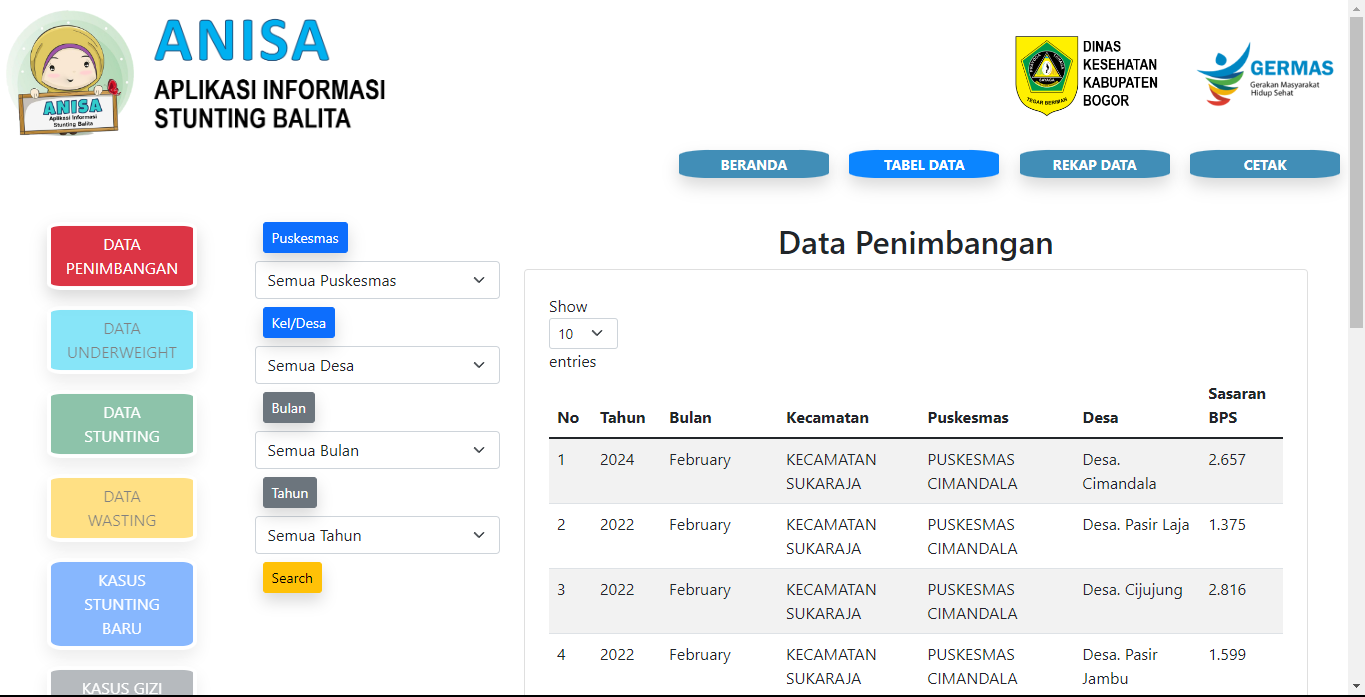 ANISA
APLIKASI INFORMASI
STUNTING BALITA
ANISA
Aplikasi Informasi
Stunting Balita
TEGAR BERIMAN
DINAS
KESEHATAN
KABUPATEN
BOGOR
GERMAS
Gerakan Masyarakat
Hidup Sehat
BERANDA
TABEL DATA
REKAP DATA
CETAK
DATA
PENIMBANGAN
DATA
UNDERWEIGHT
DATA
STUNTING
DATA
WASTING
KASUS
STUNTING
BARU
KASUS GIZI
Puskesmas
Semua Puskesmas
Kel/Desa
Semua Desa
Bulan
Semua Bulan
Tahun
Semua Tahun
Search
Data Penimbangan
Show
10
entries
No Tahun Bulan Kecamatan Puskesmas Desa Sasaran BPS
1 2024 February KECAMATAN SUKARAJA PUSKESMAS CIMANDALA Desa. Cimandala 2.657
2 2022 February KECAMATAN SUKARAJA PUSKESMAS CIMANDALA Desa. Pasir Laja 1.375
3 2022 February KECAMATAN SUKARAJA PUSKESMAS CIMANDALA Desa. Cijujung 2.816
4 2022 February KECAMATAN SUKARAJA PUSKESMAS CIMANDALA Desa. Pasir Jambu 1.599